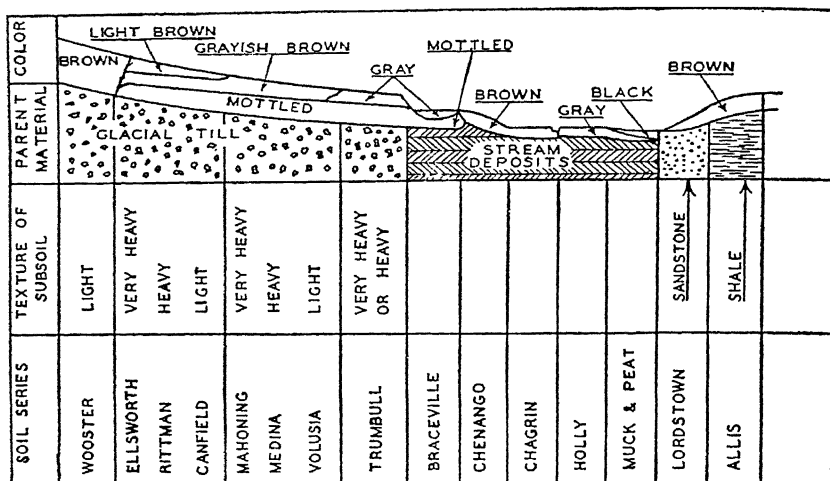 COLOR
BROWN
LIGHT BROWN
GRAYISH BROWN
MOTTLED
GRAY
MOTTLED
BROWN
GRAY
BLACK
BROWN
PARENT
MATERIAL
GLACIAL TILL
STREAM
DEPOSITS
TEXTURE OF
SUBSOIL
LIGHT
VERY HEAVY
HEAVY
LIGHT
VERY HEAVY
HEAVY
LIGHT
VERY HEAVY
OR HEAVY
SANDSTONE
SHALE
SOIL SERIES
WOOSTER
ELLSWORTH
RITTMAN
CANFIELD
MAHONING
MEDINA
VOLUSIA
TRUMBULL
BRACEVILLE
CHENANGO
CHAGRIN
HOLLY
MUCK & PEAT
LORDSTOWN
ALLIS